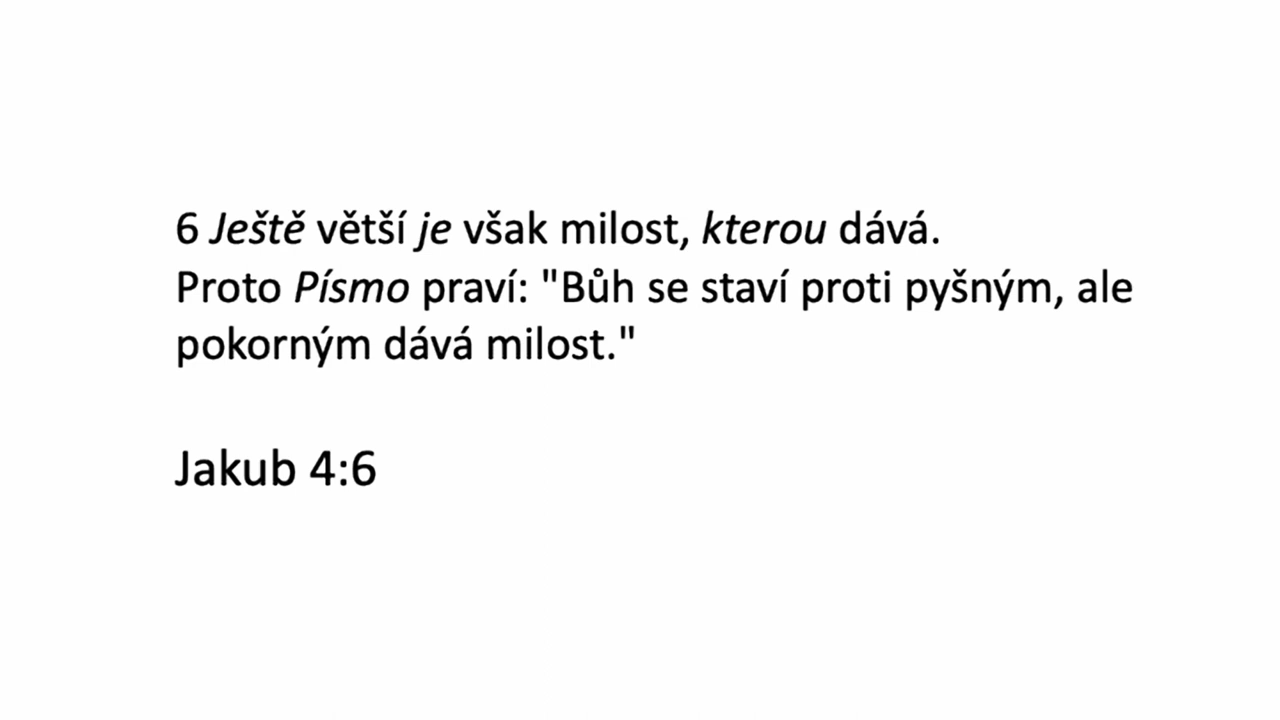 6 Ještě větší je však milost, kterou dává.
Proto Písmo praví: "Bůh se staví proti pyšným, ale
pokorným dává milost."
Jakub 4:6